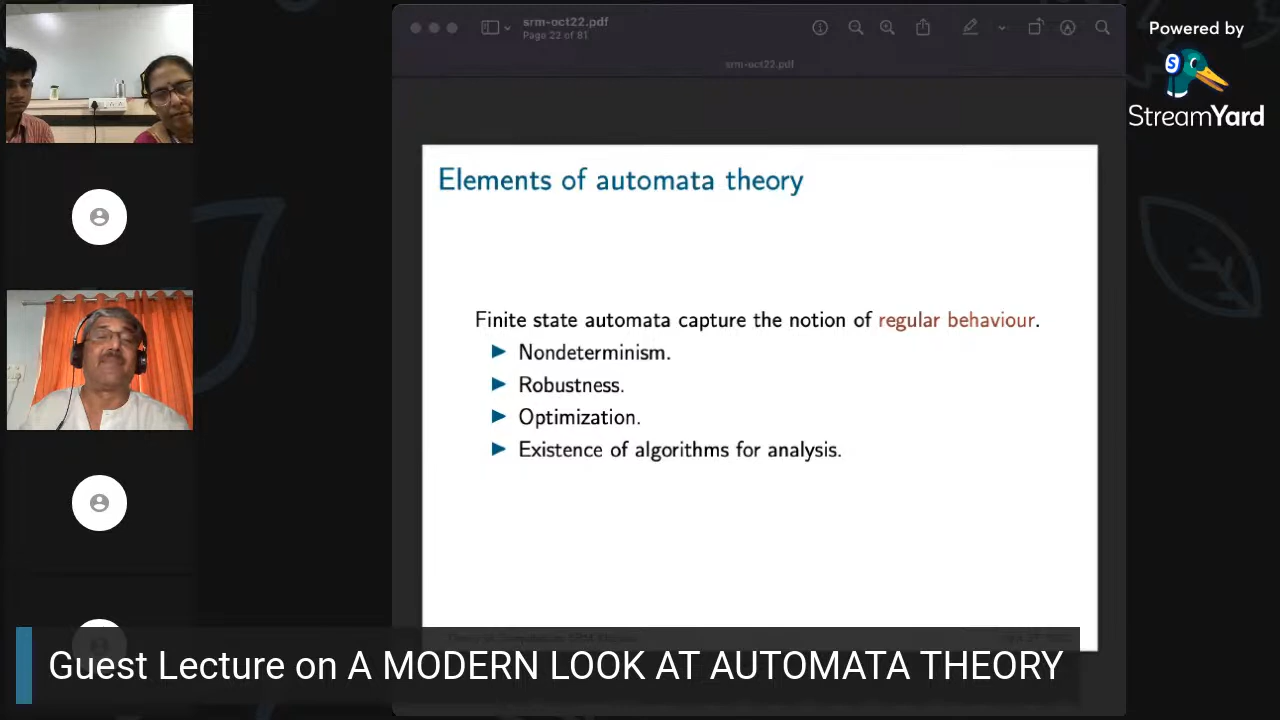 srm-oct22.pdf
Page 22 of 81
srm-oct22.pdf
Powered by
StreamYard
Elements of automata theory
Finite state automata capture the notion of regular behaviour.
Nondeterminism.
Robustness.
Optimization.
Existence of algorithms for analysis.
Guest Lecture on A MODERN LOOK AT AUTOMATA THEORY